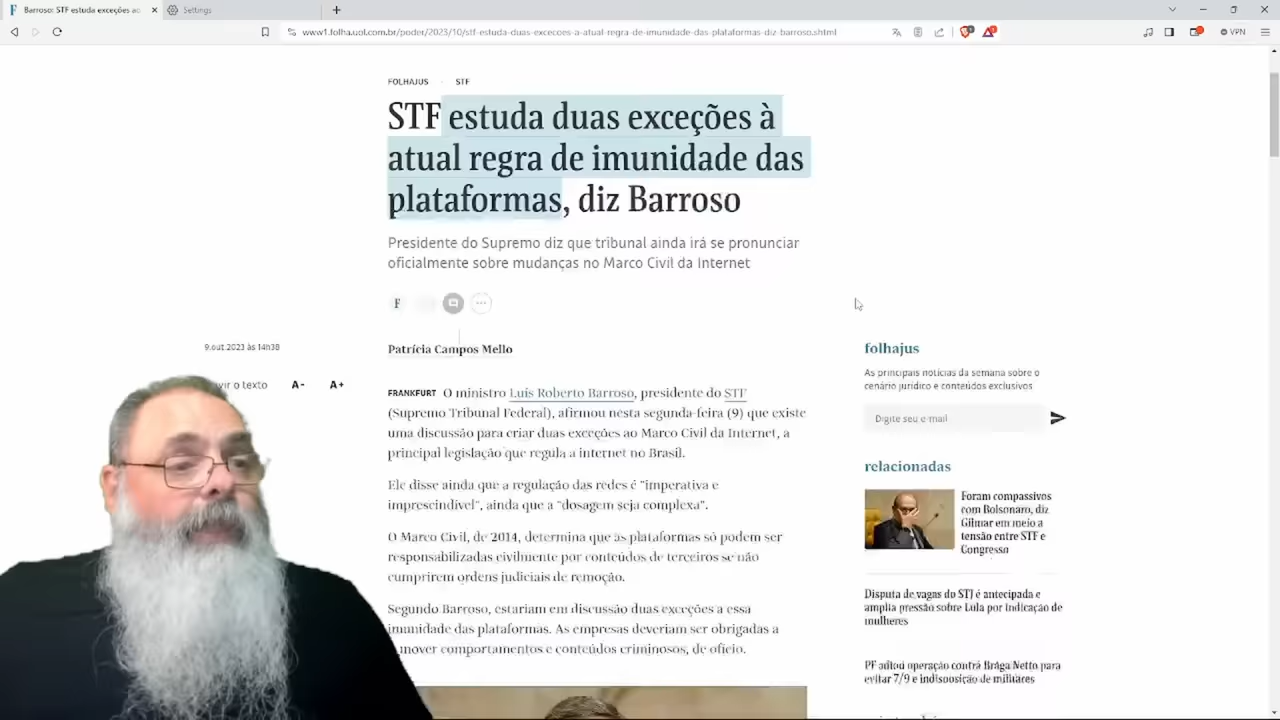 Barroso: STF estuda exceções ao
Settings
www1.folha.uol.com.br/poder/2023/10/stf-estuda-duas-excecoes-a-atual-regra-de-imunidade-das-plataformas-diz-barroso.shtml
VPN
FOLHAJUS · STF
STF estuda duas exceções à
atual regra de imunidade das
plataformas, diz Barroso
Presidente do Supremo diz que tribunal ainda irá se pronunciar
oficialmente sobre mudanças no Marco Civil da Internet
F
9.out.2023 às 14h38
o texto A- A+
Patrícia Campos Mello
FRANKFURT O ministro Luís Roberto Barroso, presidente do STF
(Supremo Tribunal Federal), afirmou nesta segunda-feira (9) que existe
uma discussão para criar duas exceções ao Marco Civil da Internet, a
principal legislação que regula a internet no Brasil.
Ele disse ainda que a regulação das redes é "imperativa e
imprescindível", ainda que a "dosagem seja complexa".
O Marco Civil, de 2014, determina que as plataformas só podem ser
responsabilizadas civilmente por conteúdos de terceiros se não
cumprirem ordens judiciais de remoção.
Segundo Barroso, estariam em discussão duas exceções a essa
imunidade das plataformas. As empresas deveriam ser obrigadas a
mover comportamentos e conteúdos criminosos, de ofício.
folhajus
As principais notícias da semana sobre o
cenário jurídico e conteúdos exclusivos
Digite seu e-mail
relacionadas
Foram compassivos
com Bolsonaro, diz
Gilmar em meio a
tensão entre STF e
Congresso
Disputa de vagas do STJ é antecipada e
amplia pressão sobre Lula por indicação de
mulheres
PF adiou operação contra Braga Netto para
evitar 7/9 e indisposição de militares